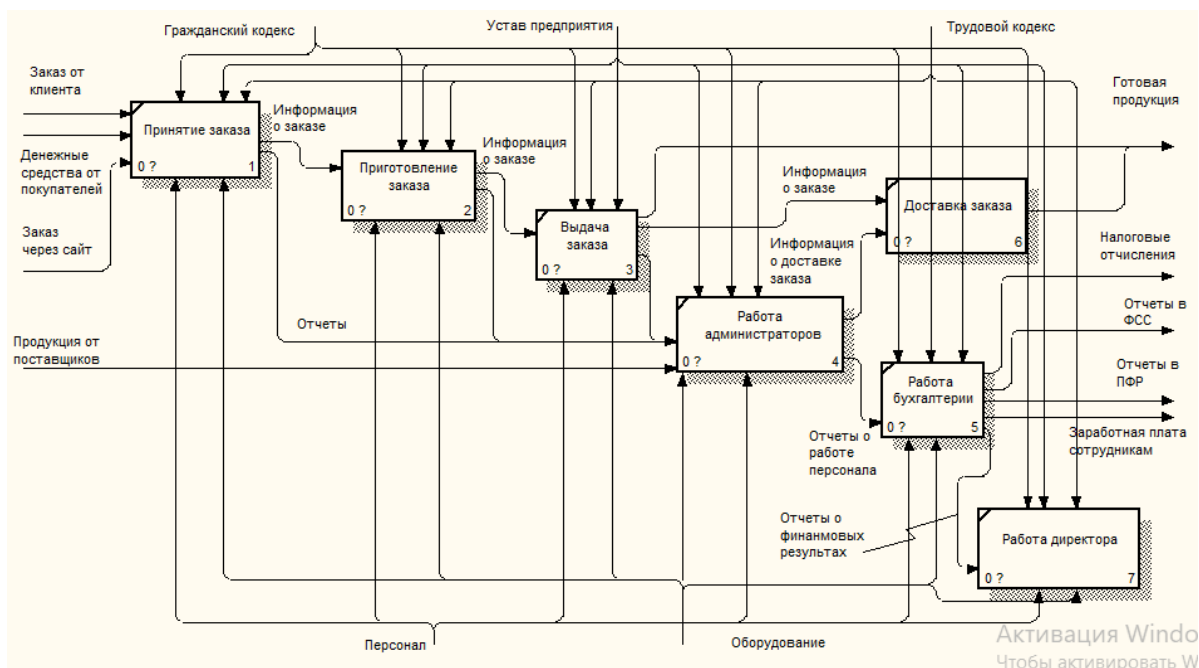 Гражданский кодекс
Устав предприятия
Трудовой кодекс
Заказ от
клиента
Готовая
продукция
Принятие заказа
0 ?
1
Информация
о заказе
Денежные
средства от
покупателей
Приготовление
заказа
0 ?
2
Информация
о заказе
Информация
о заказе
Доставка заказа
0 ?
6
Заказ
через сайт
Выдача
заказа
0 ?
3
Информация
о доставке
заказа
Налоговые
отчисления
Отчеты
Работа
администраторов
0 ?
4
Отчеты в
ФСС
Продукция от
поставщиков
Работа
бухгалтерии
0 ?
5
Отчеты в
ПФР
Отчеты о
работе
персонала
Заработная плата
сотрудникам
Отчеты о
финанмовых
результах
Работа директора
0 ?
7
Персонал
Оборудование
Активация Windo
Чтобы активировать W